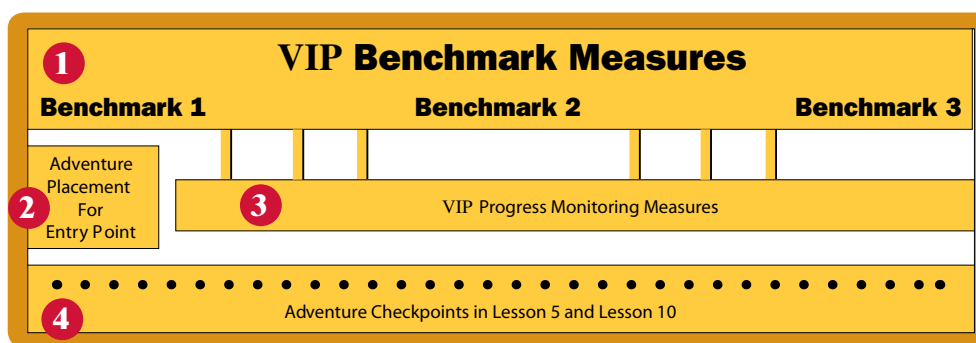 1
VIP Benchmark Measures
Benchmark 1 Benchmark 2 Benchmark 3
Adventure
Placement
For
Entry Point
2
3
VIP Progress Monitoring Measures
4
Adventure Checkpoints in Lesson 5 and Lesson 10